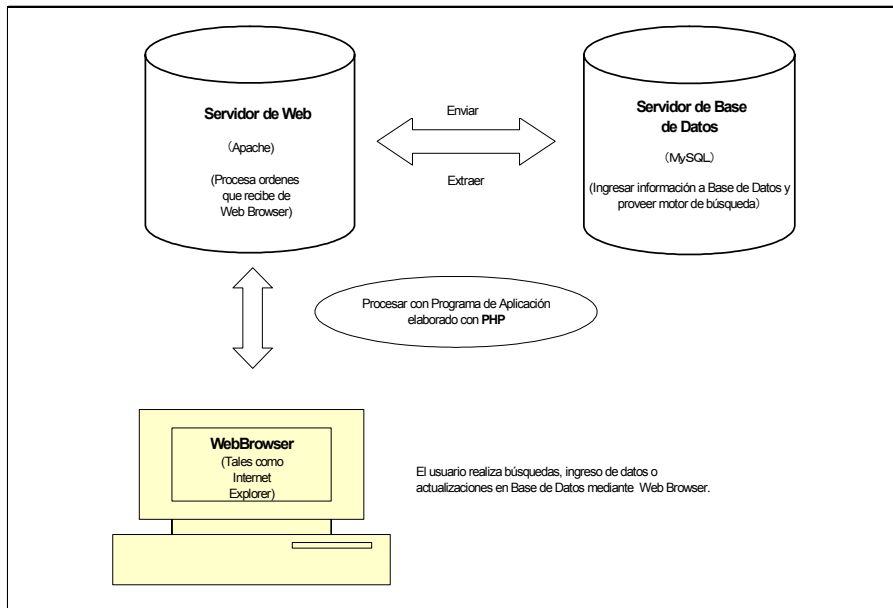 Servidor de Web
(Apache)
(Procesa ordenes
que recibe de
Web Browser)
Enviar
Extraer
Servidor de Base
de Datos
(MySQL)
(Ingresar información a Base de Datos y
proveer motor de búsqueda)
Procesar con Programa de Aplicación
elaborado con PHP
WebBrowser
(Tales como
Internet
Explorer)
El usuario realiza búsquedas, ingreso de datos o
actualizaciones en Base de Datos mediante Web Browser.